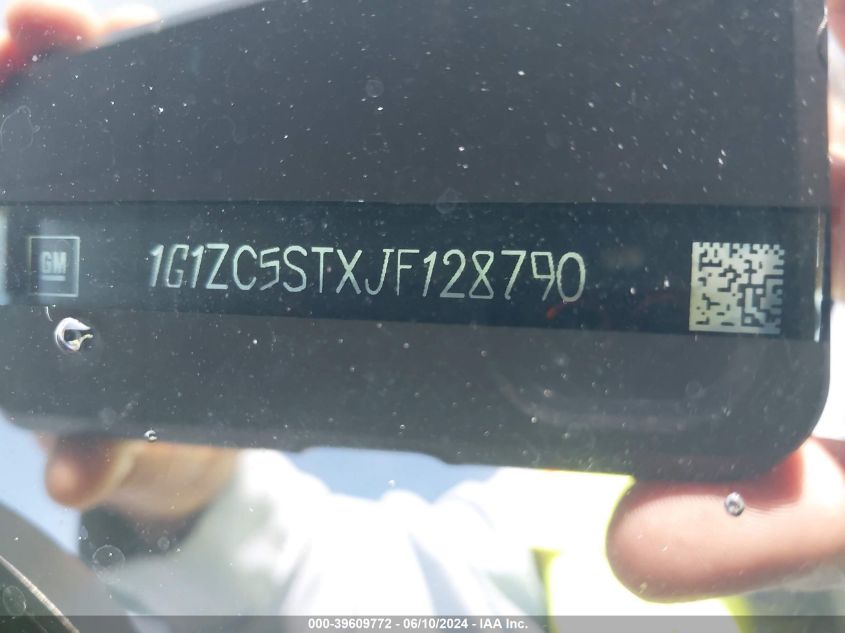 GM
1G1ZC5STXJF128790
000-39609772 - 06/10/2024 - IAA Inc.